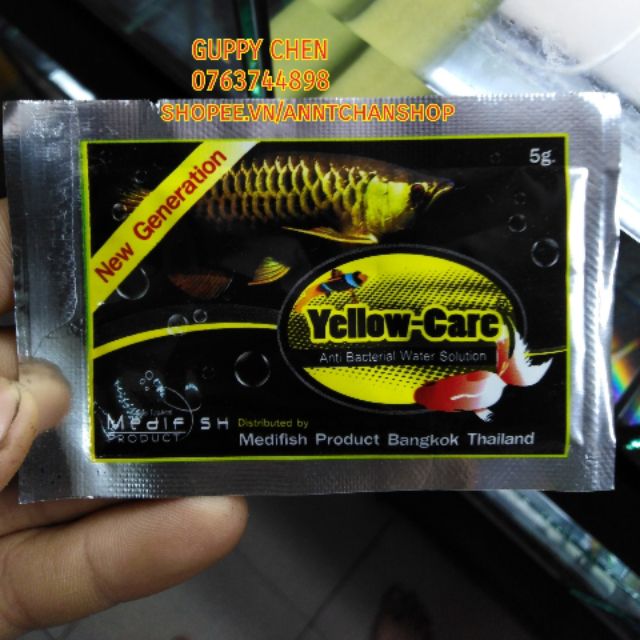 GUPPY CHEN
0763744898
SHOPEE.VN/ANNTCHANSHOP
5g.
New Generation
Yellow-Care
Anti Bacterial Water Solution
MedifiSH
PRODUCT
Distributed by
Medifish Product Bangkok Thailand